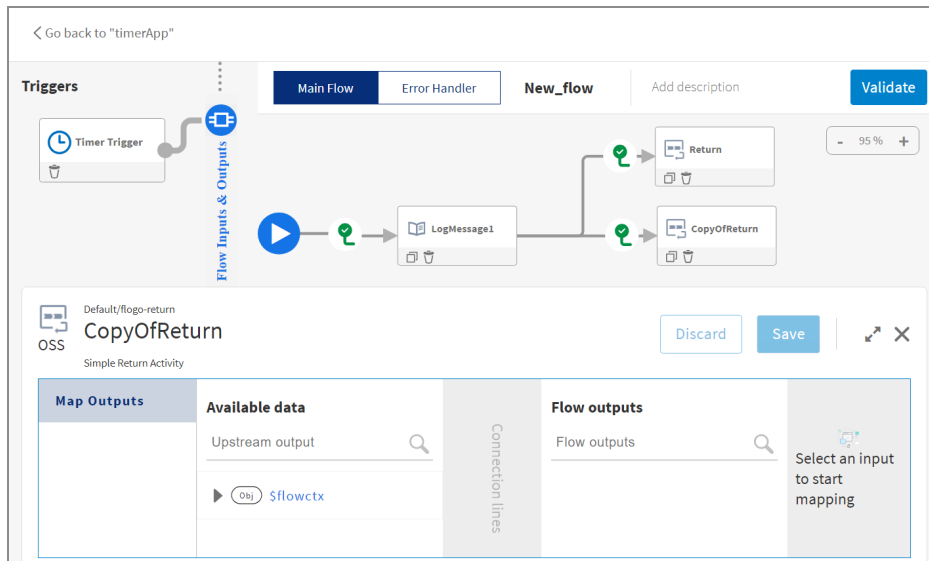 Go back to "timerApp"
Triggers
Main Flow
Error Handler
New_flow
Add description
Validate
Timer Trigger
Flow Inputs & Outputs
Return
- 95 % +
LogMessage1
CopyOfReturn
Default/flogo-return
CopyOfReturn
OSS
Simple Return Activity
Discard
Save
Map Outputs
Available data
Upstream output
Obj $flowctx
Connection lines
Flow outputs
Flow outputs
Select an input
to start
mapping